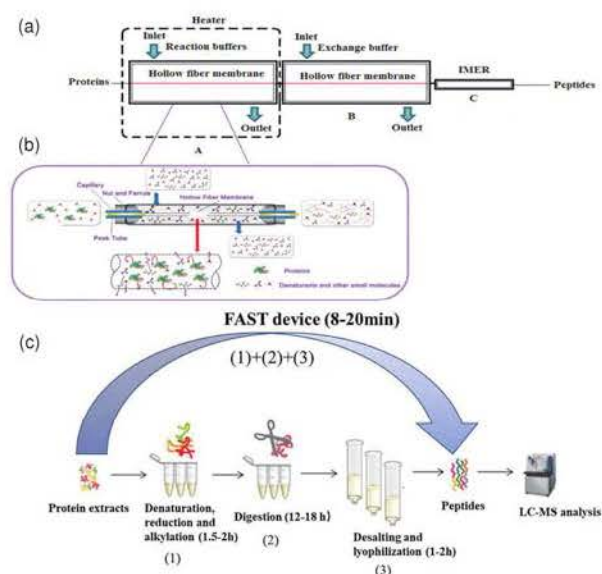 (a)
Heater
Inlet
Reaction buffers
Inlet
Exchange buffer
Proteins
Hollow fiber membrane
Hollow fiber membrane
IMER
C
Peptides
Outlet
Outlet
A
B
(b)
Capillary
Nut and Ferrule
Hollow Fiber Membrane
Peek Tube
Proteins
Denaturants and other small molecules
FAST device (8-20min)
(c)
(1)+(2)+(3)
Protein extracts
Denaturation,
reduction and
alkylation (1.5-2h)
(1)
Digestion (12-18 h)
(2)
Desalting and
lyophilization (1-2h)
(3)
Peptides
LC-MS analysis